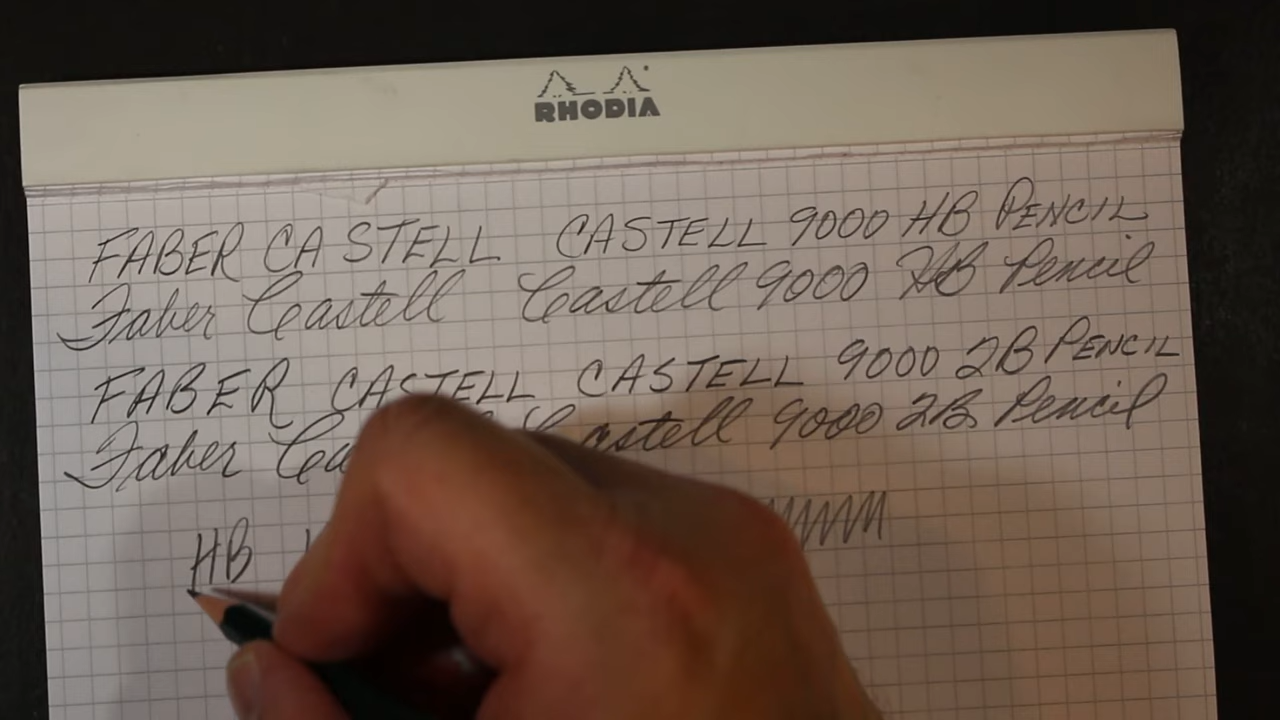 RHODIA
FABER CASTELL CASTELL 9000 HB PENCIL
Faber Castell Castell 9000 HB Pencil
FABER CASTELL CASTELL 9000 2B PENCIL
Faber Castell 9000 2B Pencil
HB